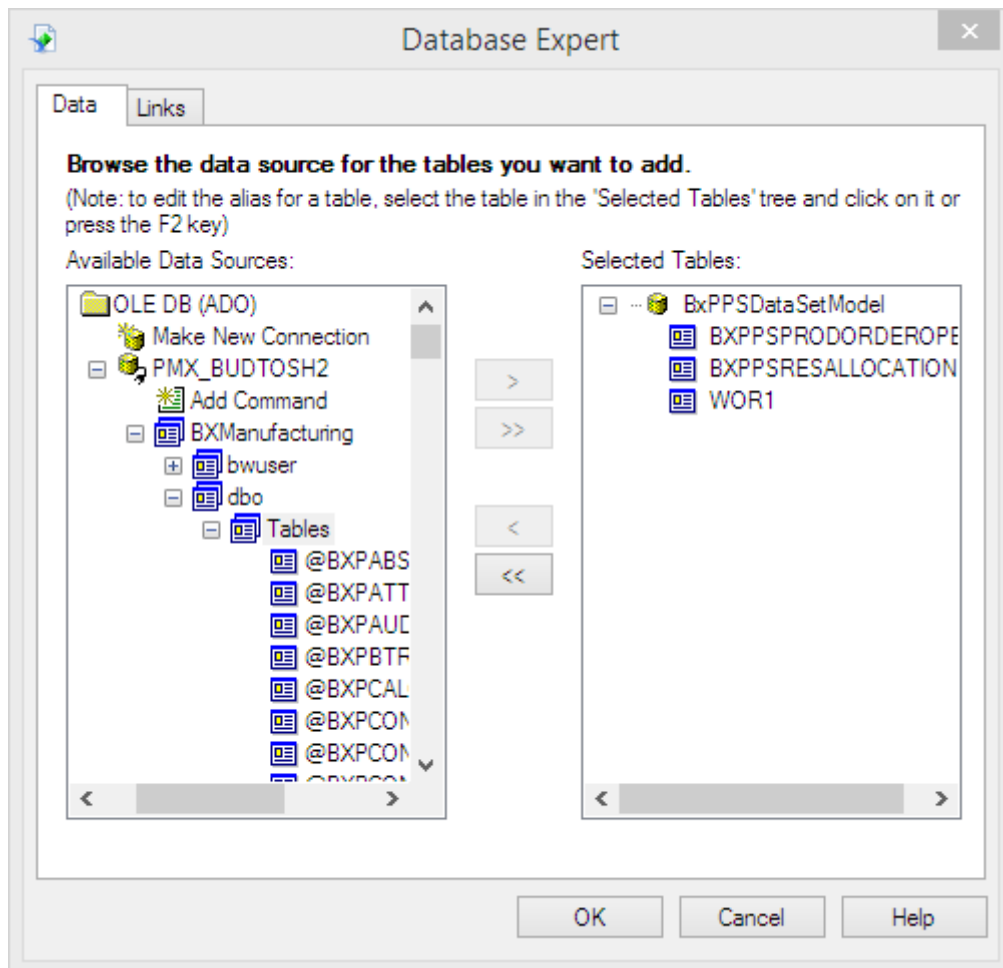 Database Expert
Data
Links
Browse the data source for the tables you want to add.
(Note: to edit the alias for a table, select the table in the 'Selected Tables' tree and click on it or
press the F2 key)
Available Data Sources:
Selected Tables:
OLE DB (ADO)
Make New Connection
PMX_BUDTOSH2
Add Command
BXManufacturing
bwuser
dbo
Tables
@BXPABS
@BXPATT
@BXPAUD
@BXPBTR
@BXPCAL
@BXPCON
@BXPCON
>
>>
<
<<
BxPPSDataSetModel
BXPPSPRODORDEROPE
BXPPSRESALLOCATION
WOR1
OK
Cancel
Help